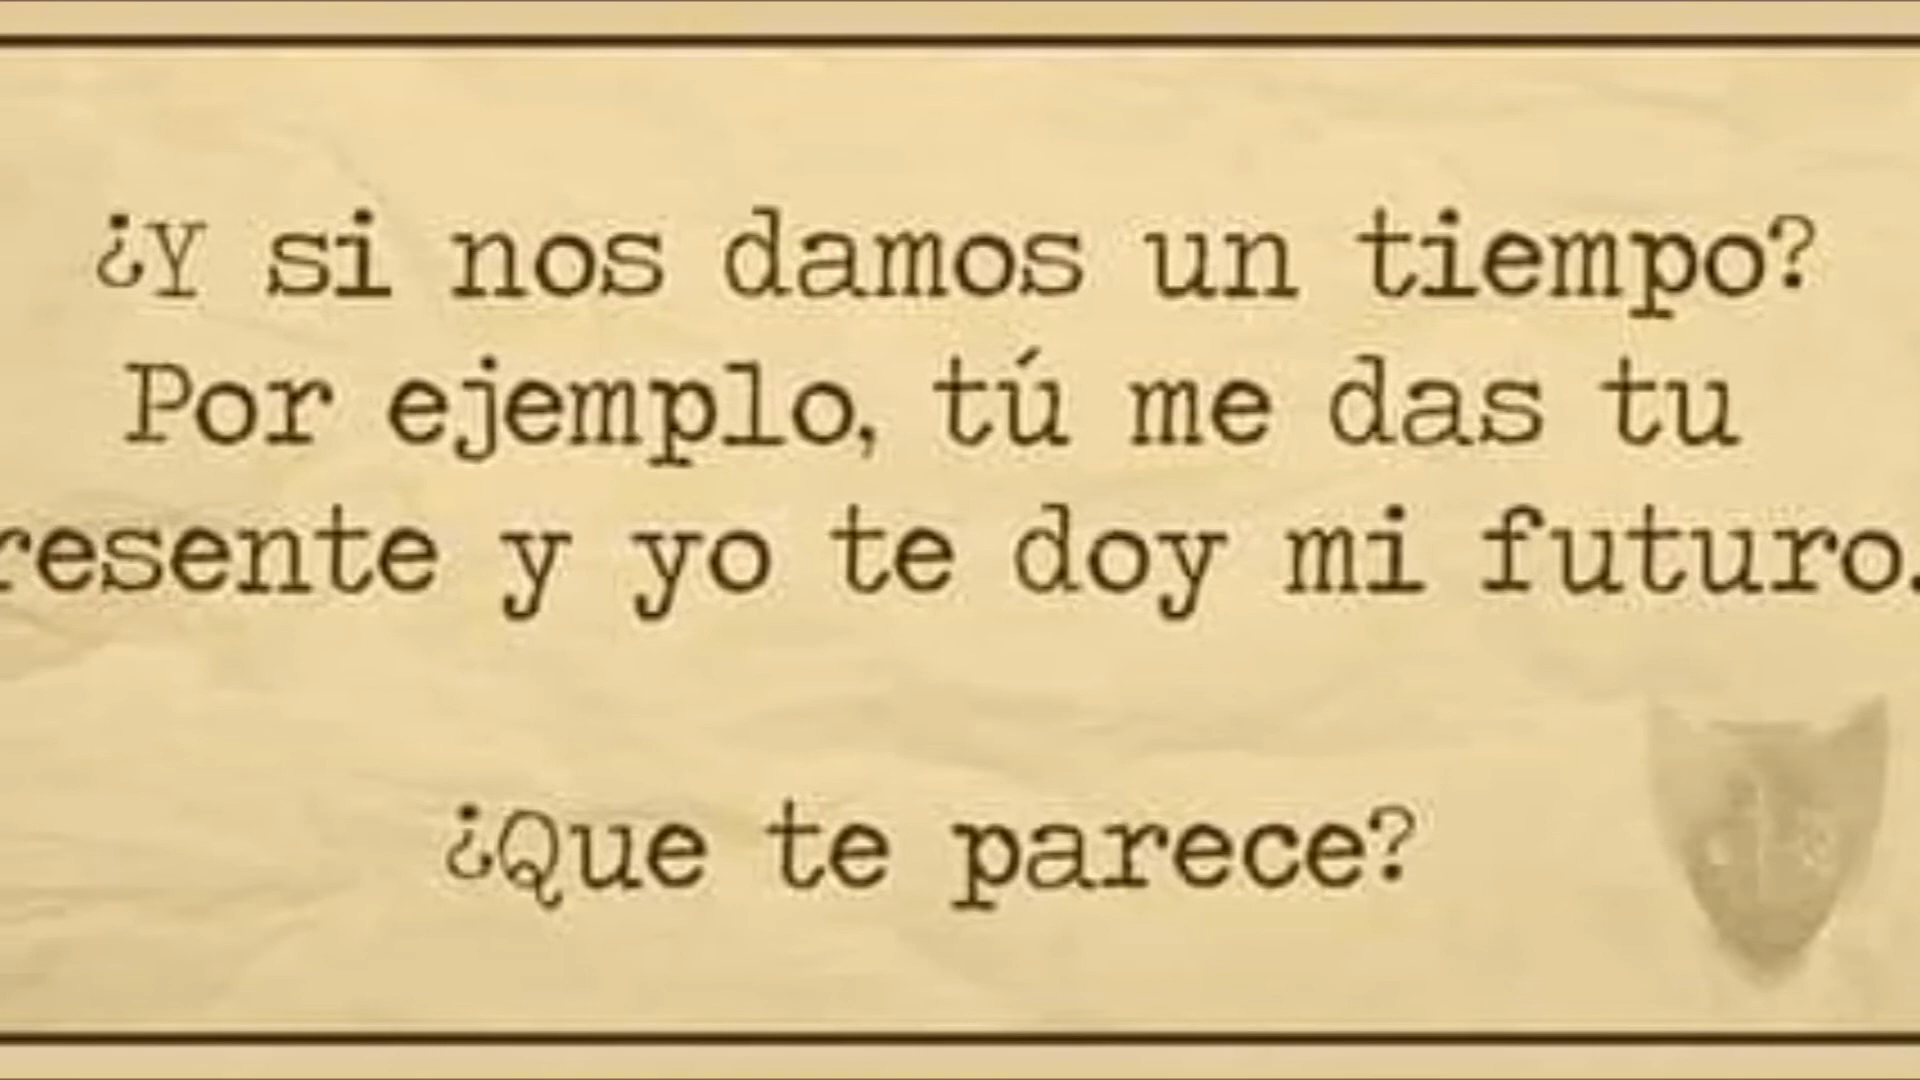 ¿Y si nos damos un tiempo?
Por ejemplo, tú me das tu
resente y yo te doy mi futuro.
¿Que te parece?